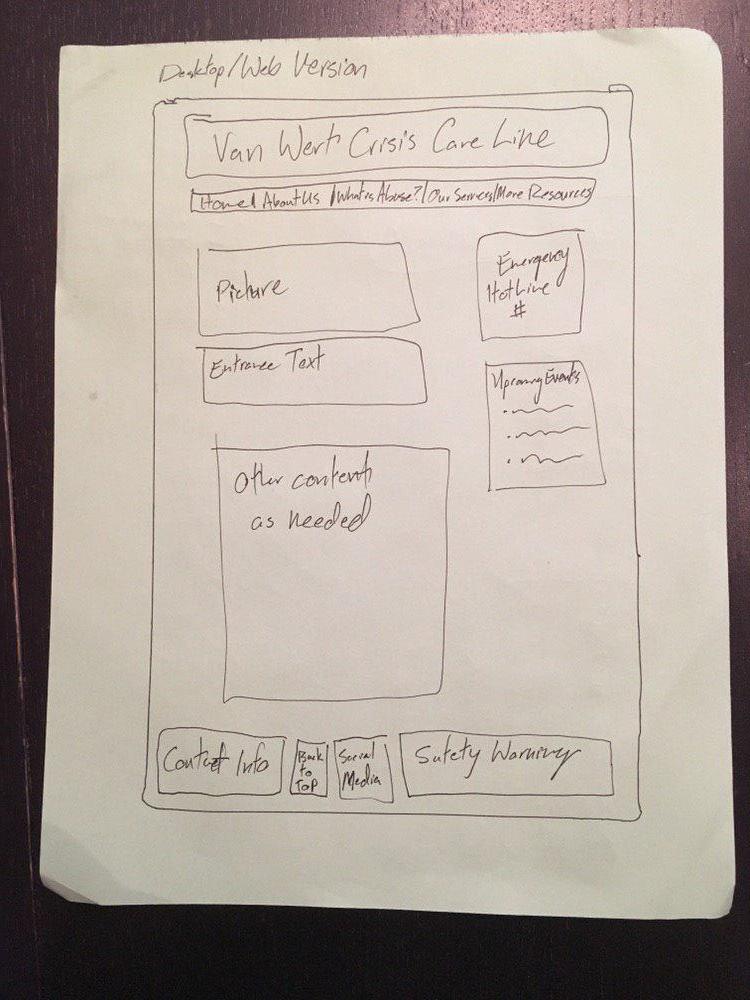 Desktop/Web Version
Van Wert Crisis Care Line
Home | About Us | What is Abuse? | Our Services | More Resources
Picture
Emergency
Hotline
#
Entrance Text
Upcoming Events
Other content
as needed
Contact Info
Back
to
Top
Social
Media
Safety Warning